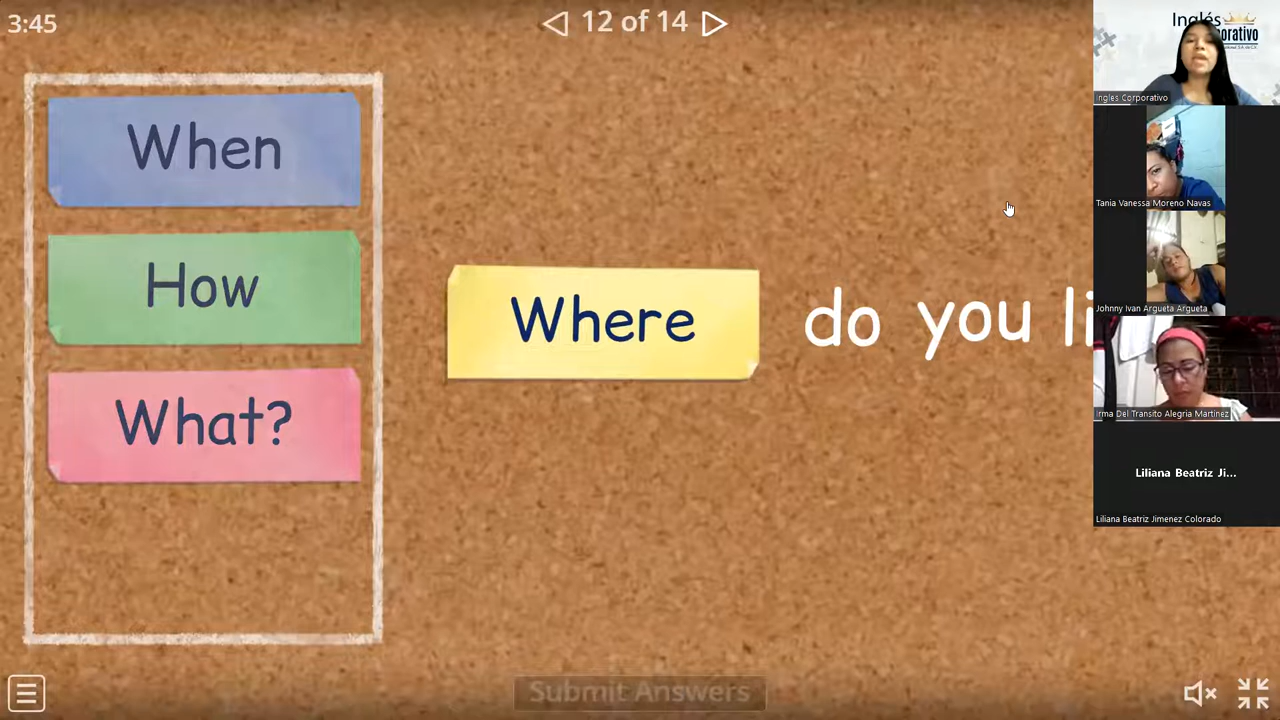 3:45
12 of 14
When
How
What?
Where
do you li
Submit Answers
Inglés
orativo
Ingles Corporativo
Tania Vanessa Moreno Navas
Johnny Ivan Argueta Argueta
Irma Del Transito Alegria Martinez
Liliana Beatriz Ji...
Liliana Beatriz Jimenez Colorado